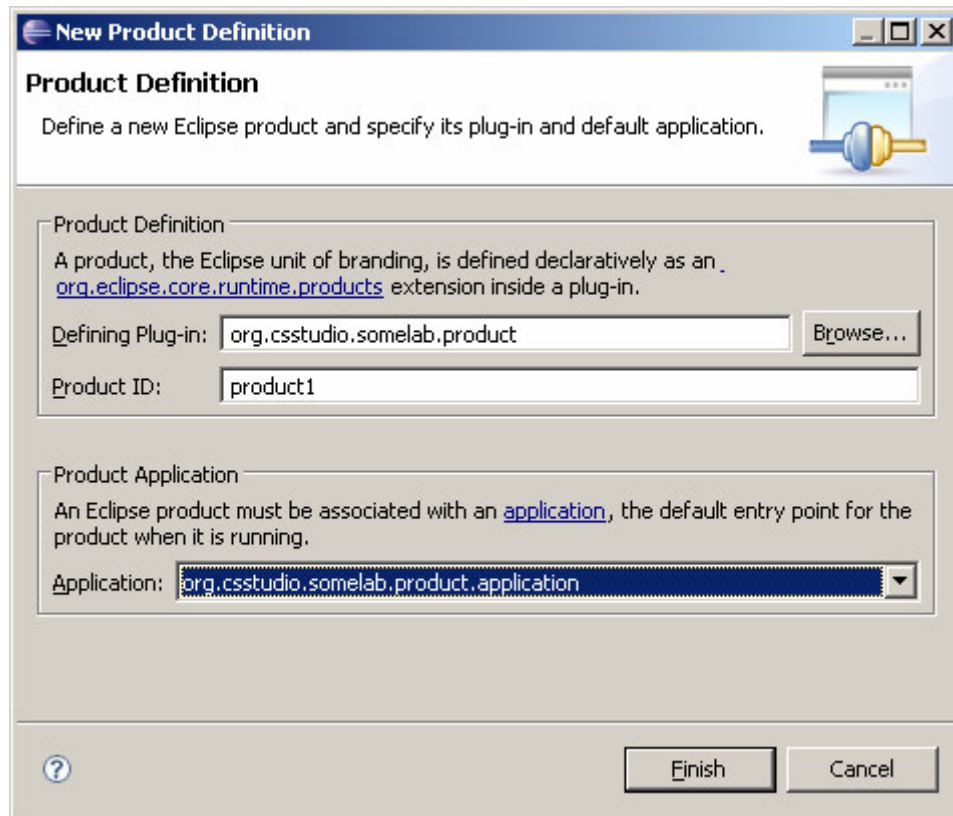 New Product Definition
Product Definition
Define a new Eclipse product and specify its plug-in and default application.
Product Definition
A product, the Eclipse unit of branding, is defined declaratively as an
org.eclipse.core.runtime.products extension inside a plug-in.
Defining Plug-in: org.csstudio.somelab.product Browse...
Product ID: product1
Product Application
An Eclipse product must be associated with an application, the default entry point for the
product when it is running.
Application: org.csstudio.somelab.product.application
? Finish Cancel